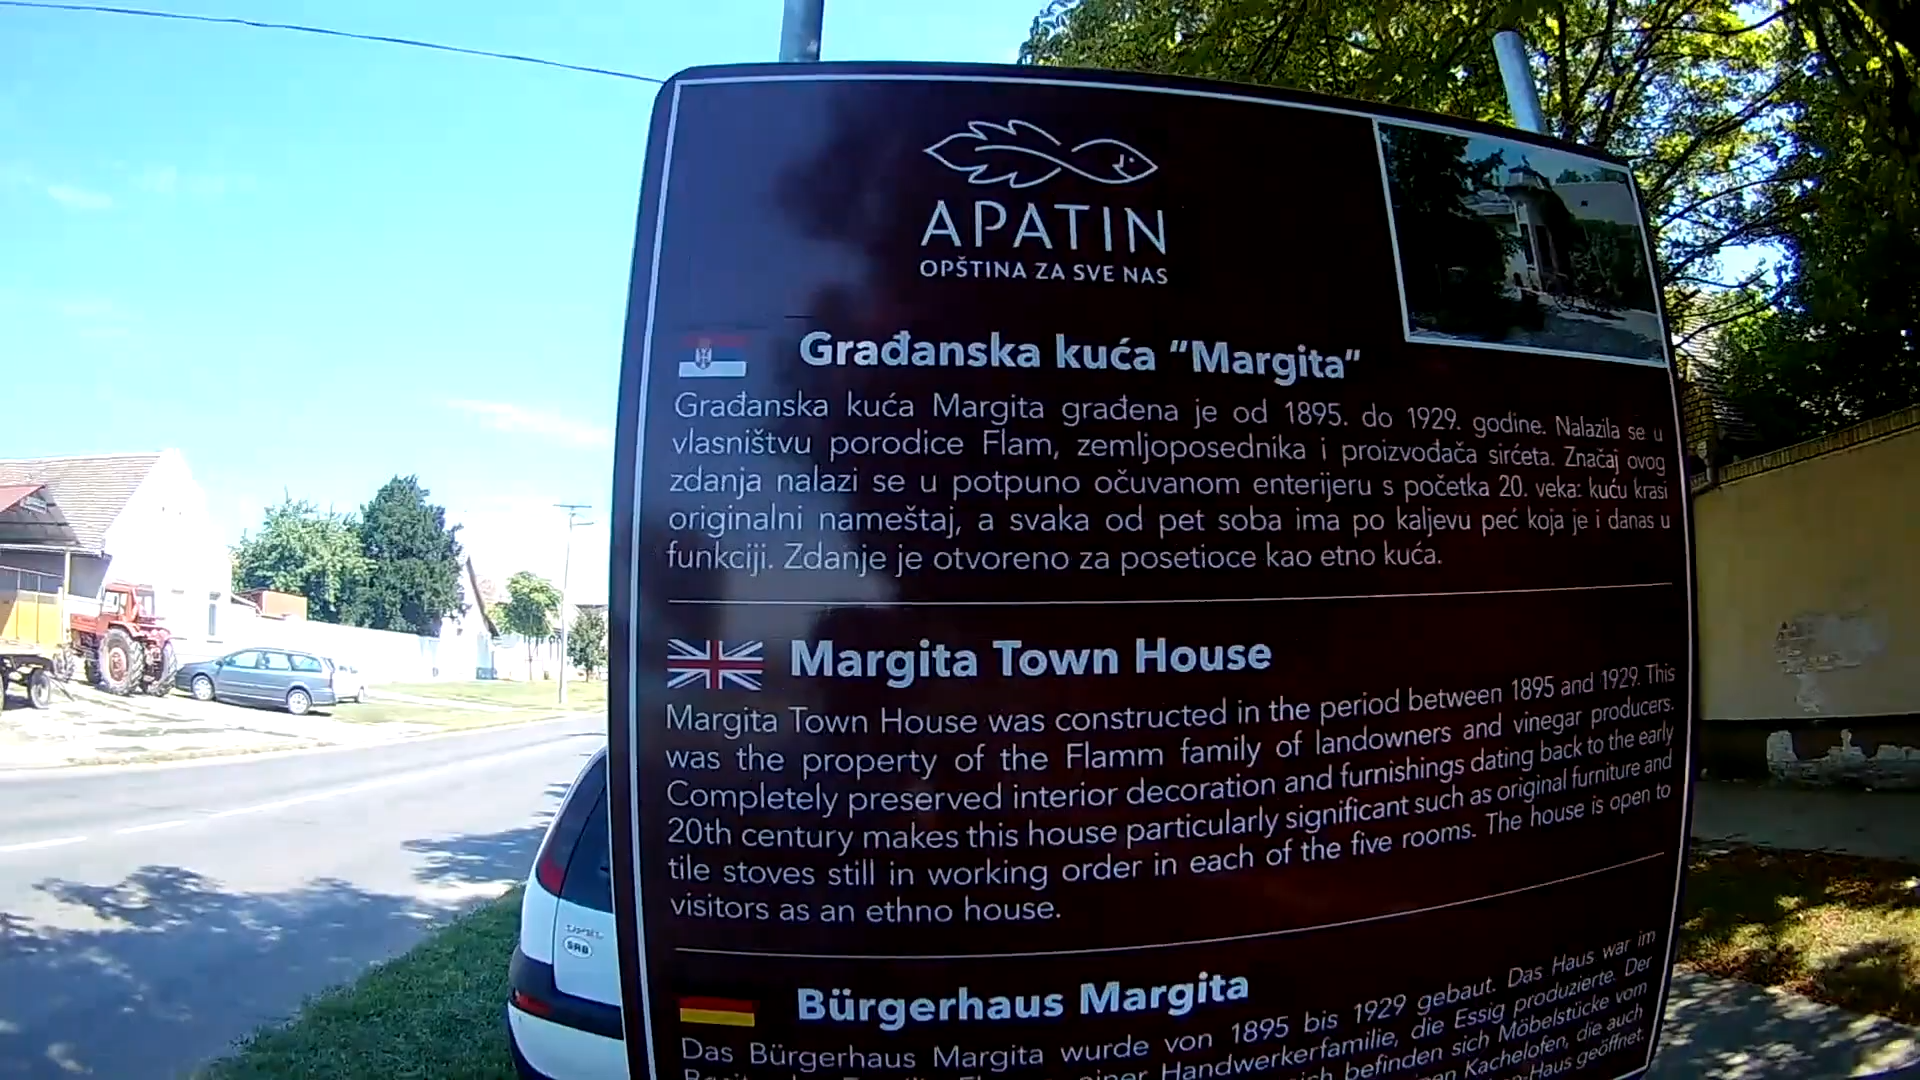 APATIN
OPŠTINA ZA SVE NAS
Građanska kuća "Margita"
Građanska kuća Margita građena je od 1895. do 1929. godine. Nalazila se u
vlasništvu porodice Flam, zemljoposednika i proizvođača sirćeta. Značaj ovog
zdanja nalazi se u potpuno očuvanom enterijeru s početka 20. veka: kuću krasi
originalni nameštaj, a svaka od pet soba ima po kaljevu peć koja je i danas u
funkciji. Zdanje je otvoreno za posetioce kao etno kuća.
Margita Town House
Margita Town House was constructed in the period between 1895 and 1929. This
was the property of the Flamm family of landowners and vinegar producers.
Completely preserved interior decoration and furnishings dating back to the early
20th century makes this house particularly significant such as original furniture and
tile stoves still in working order in each of the five rooms. The house is open to
visitors as an ethno house.
Bürgerhaus Margita
Das Bürgerhaus Margita wurde von 1895 bis 1929 gebaut. Das Haus war im
Handwerkerfamilie, die Essig produzierte. Der
befinden sich Möbelstücke vom
Kachelofen, die auch
Haus geöffnet.
OPEL
SRB